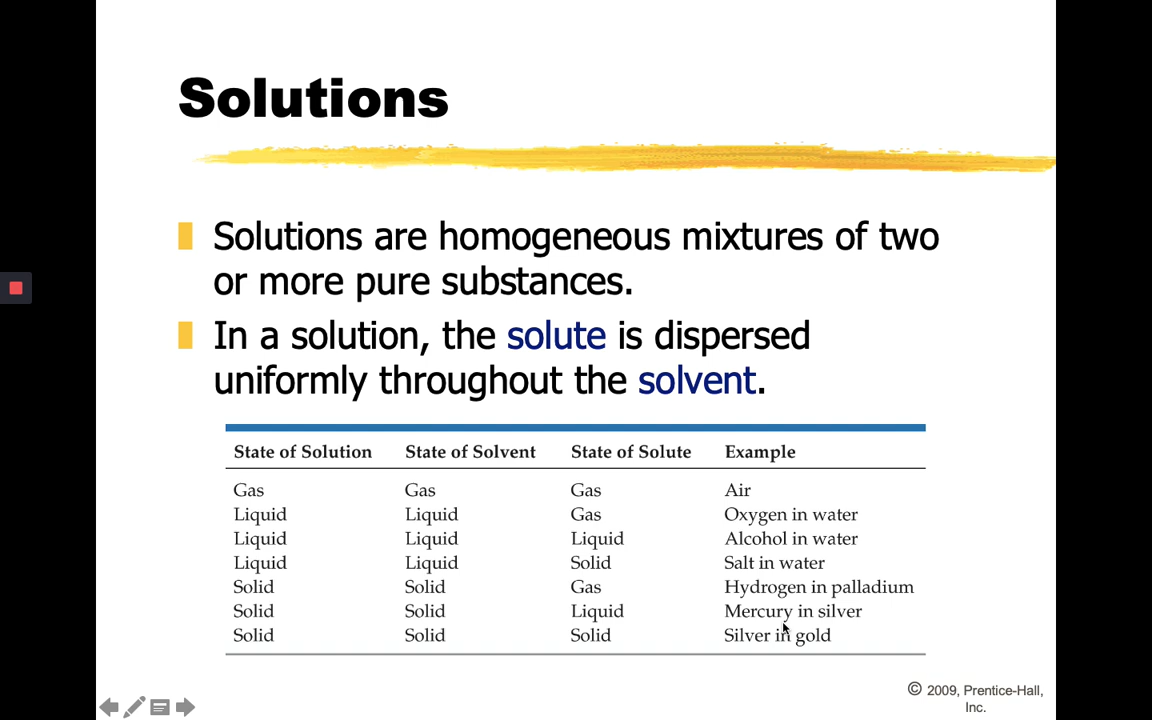 Solutions
Solutions are homogeneous mixtures of two
or more pure substances.
In a solution, the solute is dispersed
uniformly throughout the solvent.
State of Solution State of Solvent State of Solute Example
Gas Gas Gas Air
Liquid Liquid Gas Oxygen in water
Liquid Liquid Liquid Alcohol in water
Liquid Liquid Solid Salt in water
Solid Solid Gas Hydrogen in palladium
Solid Solid Liquid Mercury in silver
Solid Solid Solid Silver in gold
© 2009, Prentice-Hall,
Inc.